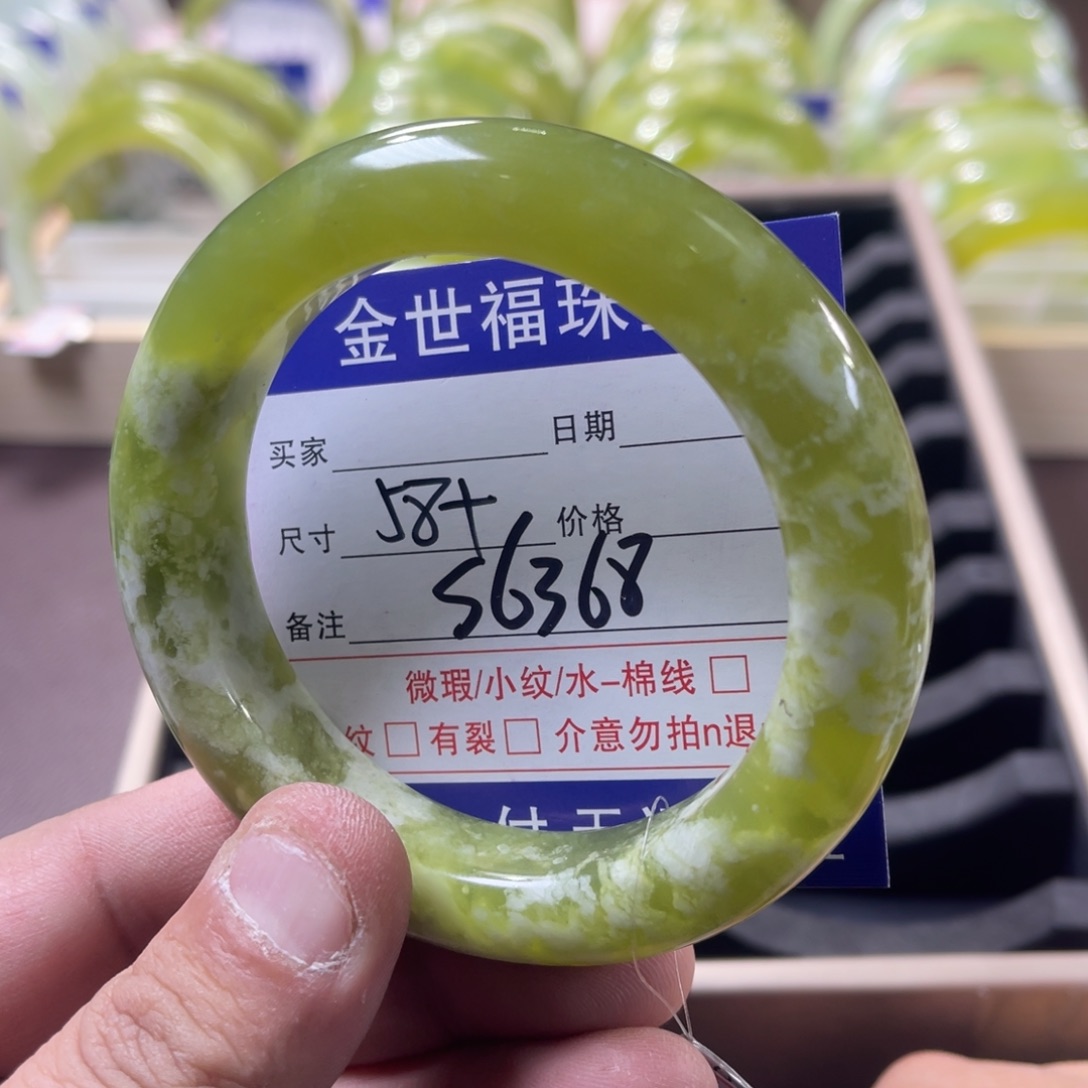 金世福珠
买家 日期
尺寸 58+ 价格
S6368
备注
微瑕/小纹/水-棉线 □
纹 □ 有裂 □ 介意勿拍n退